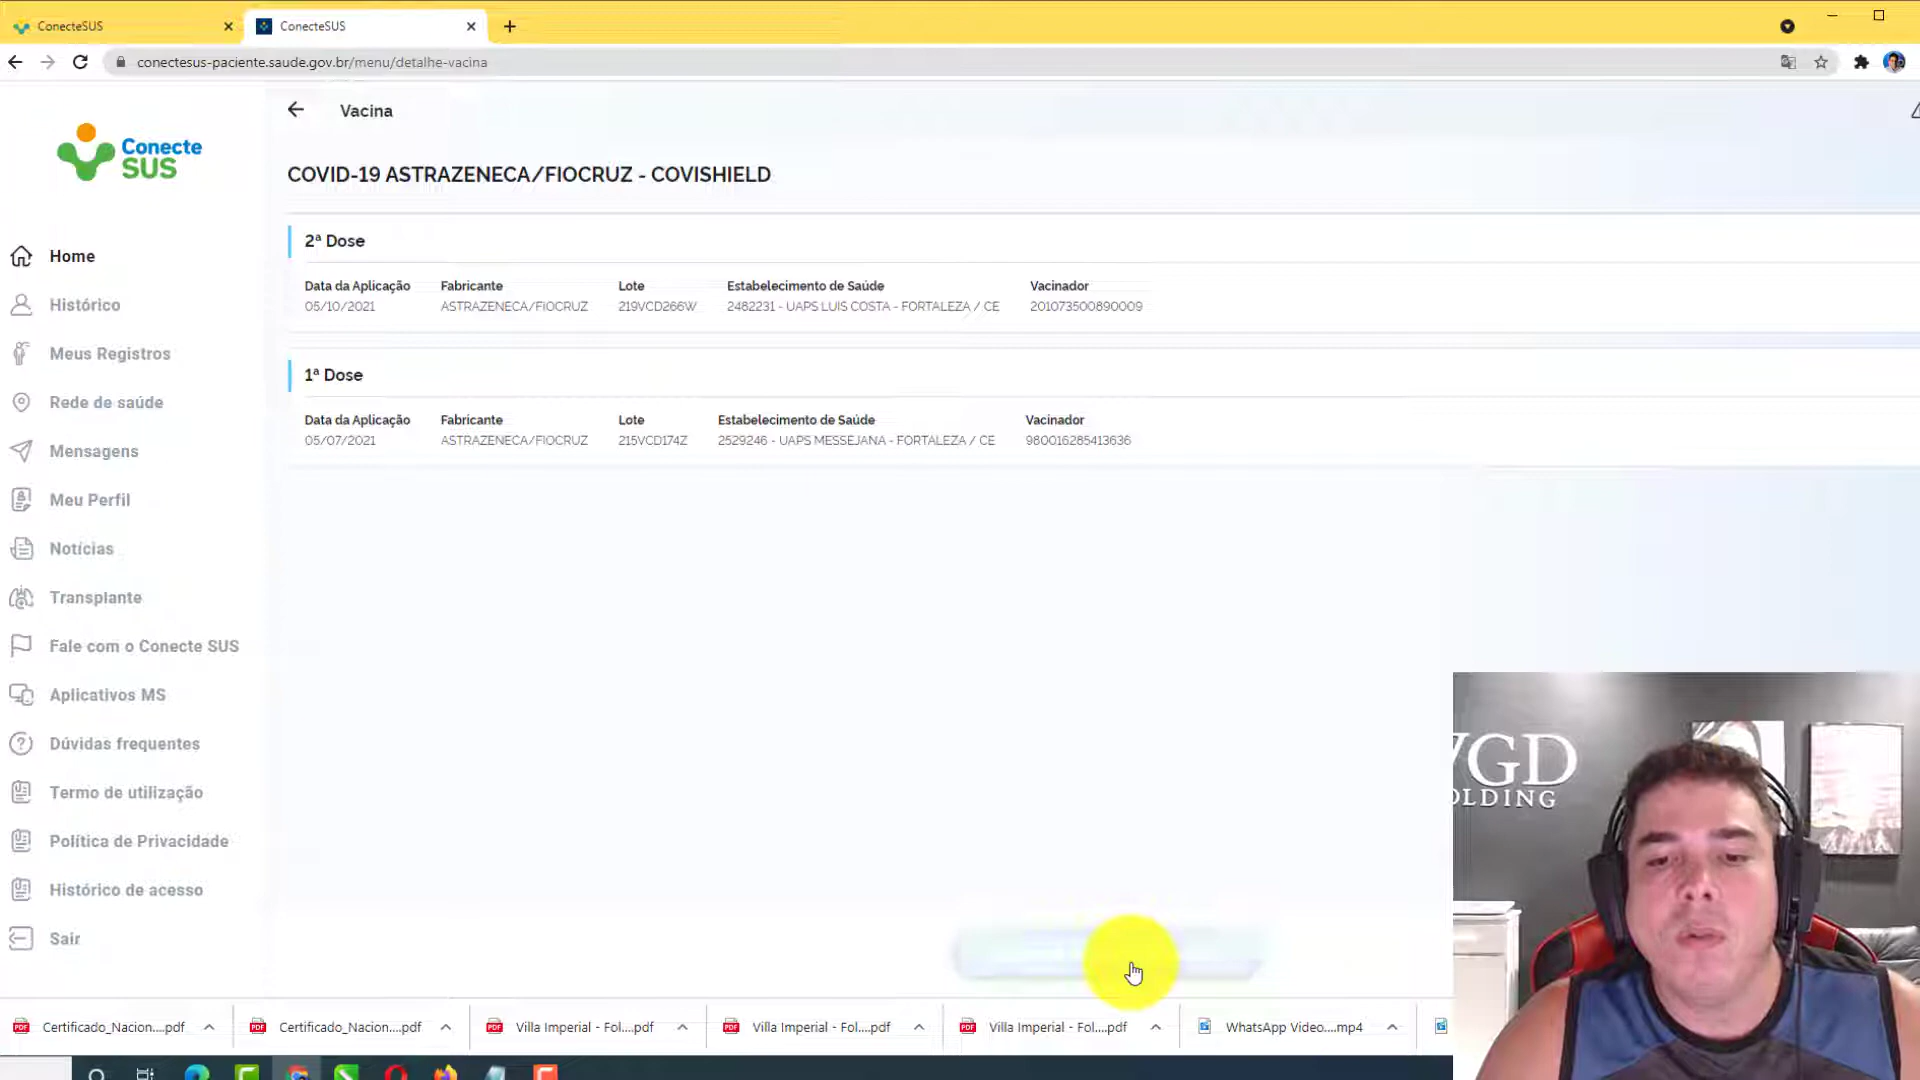 ConecteSUS
ConecteSUS
conectesus-paciente.saude.gov.br/menu/detalhe-vacina
Conecte
SUS
Vacina
COVID-19 ASTRAZENECA/FIOCRUZ - COVISHIELD
2ª Dose
Data da Aplicação Fabricante Lote Estabelecimento de Saúde Vacinador
05/10/2021 ASTRAZENECA/FIOCRUZ 219VCD266W 2482231 - UAPS LUIS COSTA - FORTALEZA / CE 201073500890009
1ª Dose
Data da Aplicação Fabricante Lote Estabelecimento de Saúde Vacinador
05/07/2021 ASTRAZENECA/FIOCRUZ 215VCD174Z 2529246 - UAPS MESSEJANA - FORTALEZA / CE 980016285413636
Home
Histórico
Meus Registros
Rede de saúde
Mensagens
Meu Perfil
Notícias
Transplante
Fale com o Conecte SUS
Aplicativos MS
Dúvidas frequentes
Termo de utilização
Política de Privacidade
Histórico de acesso
Sair
VGD
OLDING
Certificado_Nacion....pdf
Certificado_Nacion....pdf
Villa Imperial - Fol....pdf
Villa Imperial - Fol....pdf
Villa Imperial - Fol....pdf
WhatsApp Video....mp4